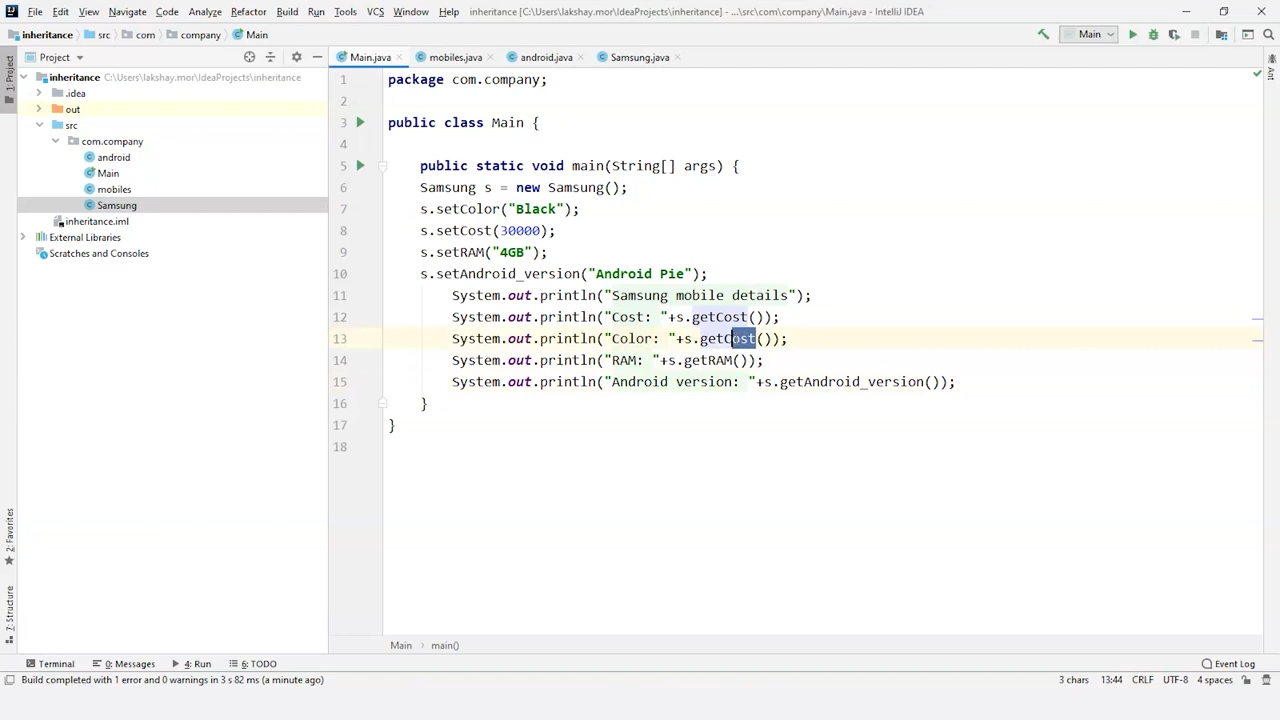 File Edit View Navigate Code Analyze Refactor Build Run Tools VCS Window Help inheritance [C:\Users\lakshay.mor\IdeaProjects\inheritance] - ...\src\com\company\Main.java - IntelliJ IDEA
inheritance src com company Main Main
1: Project
Project
Main.java mobiles.java android.java Samsung.java
Ant
inheritance C:\Users\lakshay.mor\IdeaProjects\inheritance
.idea
out
src
com.company
android
Main
mobiles
Samsung
inheritance.iml
External Libraries
Scratches and Consoles
1 package com.company;
2
3 public class Main {
4
5 public static void main(String[] args) {
6 Samsung s = new Samsung();
7 s.setColor("Black");
8 s.setCost(30000);
9 s.setRAM("4GB");
10 s.setAndroid_version("Android Pie");
11 System.out.println("Samsung mobile details");
12 System.out.println("Cost: "+s.getCost());
13 System.out.println("Color: "+s.getCost());
14 System.out.println("RAM: "+s.getRAM());
15 System.out.println("Android version: "+s.getAndroid_version());
16 }
17 }
18
2: Favorites
7: Structure
Main main()
Terminal 0: Messages 4: Run 6: TODO Event Log
Build completed with 1 error and 0 warnings in 3 s 82 ms (a minute ago) 3 chars 13:44 CRLF UTF-8 4 spaces